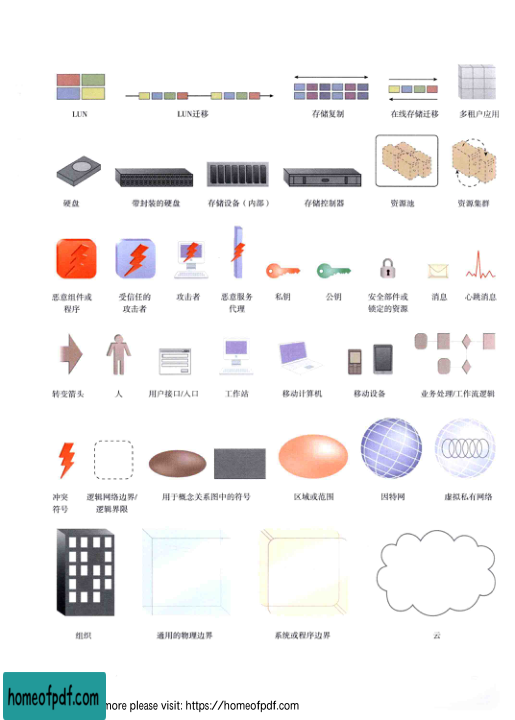 LUN LUN迁移 存储复制 在线存储迁移 多租户应用
硬盘 带封装的硬盘 存储设备（内部） 存储控制器 资源池 资源集群
恶意组件或 受信任的 攻击者 恶意服务 私钥 公钥 安全部件或 消息 心跳消息
程序 攻击者 代理 锁定的资源
转变箭头 人 用户接口/入口 工作站 移动计算机 移动设备 业务处理/工作流逻辑
冲突 逻辑网络边界/ 用于概念关系图中的符号 区域或范围 因特网 虚拟私有网络
符号 逻辑界限
组织 通用的物理边界 系统或程序边界 云
homeofpdf.com more please visit: https://homeofpdf.com